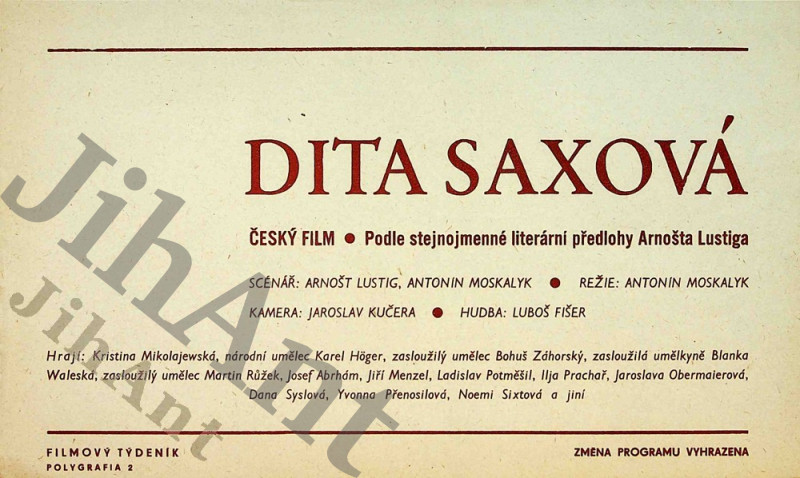 DITA SAXOVÁ
ČESKÝ FILM ● Podle stejnojmenné literární předlohy Arnošta Lustiga
SCÉNÁŘ: ARNOŠT LUSTIG, ANTONIN MOSKALYK ● REŽIE: ANTONIN MOSKALYK
KAMERA: JAROSLAV KUČERA ● HUDBA: LUBOŠ FIŠER
Hrají: Kristina Mikolajewská, národní umělec Karel Höger, zasloužilý umělec Bohuš Záhorský, zasloužilá umělkyně Blanka
Waleská, zasloužilý umělec Martin Růžek, Josef Abrhám, Jiří Menzel, Ladislav Potměšil, Ilja Prachař, Jaroslava Obermaierová,
Dana Syslová, Yvonna Přenosilová, Noemi Sixtová a jiní
FILMOVÝ TÝDENÍK
POLYGRAFIA 2
ZMĚNA PROGRAMU VYHRAZENA
JihAnt
JihAnt